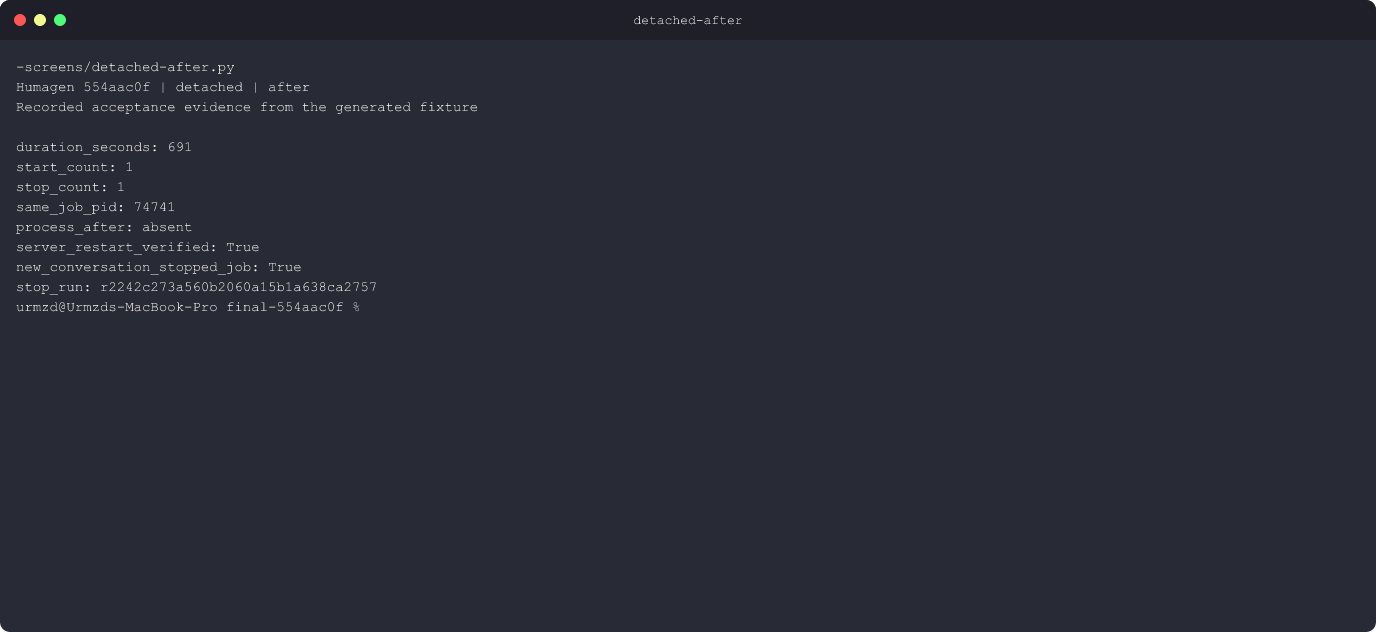 detached-after
-screens/detached-after.py
Humagen 554aac0f | detached | after
Recorded acceptance evidence from the generated fixture
duration_seconds: 691
start_count: 1
stop_count: 1
same_job_pid: 74741
process_after: absent
server_restart_verified: True
new_conversation_stopped_job: True
stop_run: r2242c273a560b2060a15b1a638ca2757
urmzd@Urmzds-MacBook-Pro final-554aac0f %